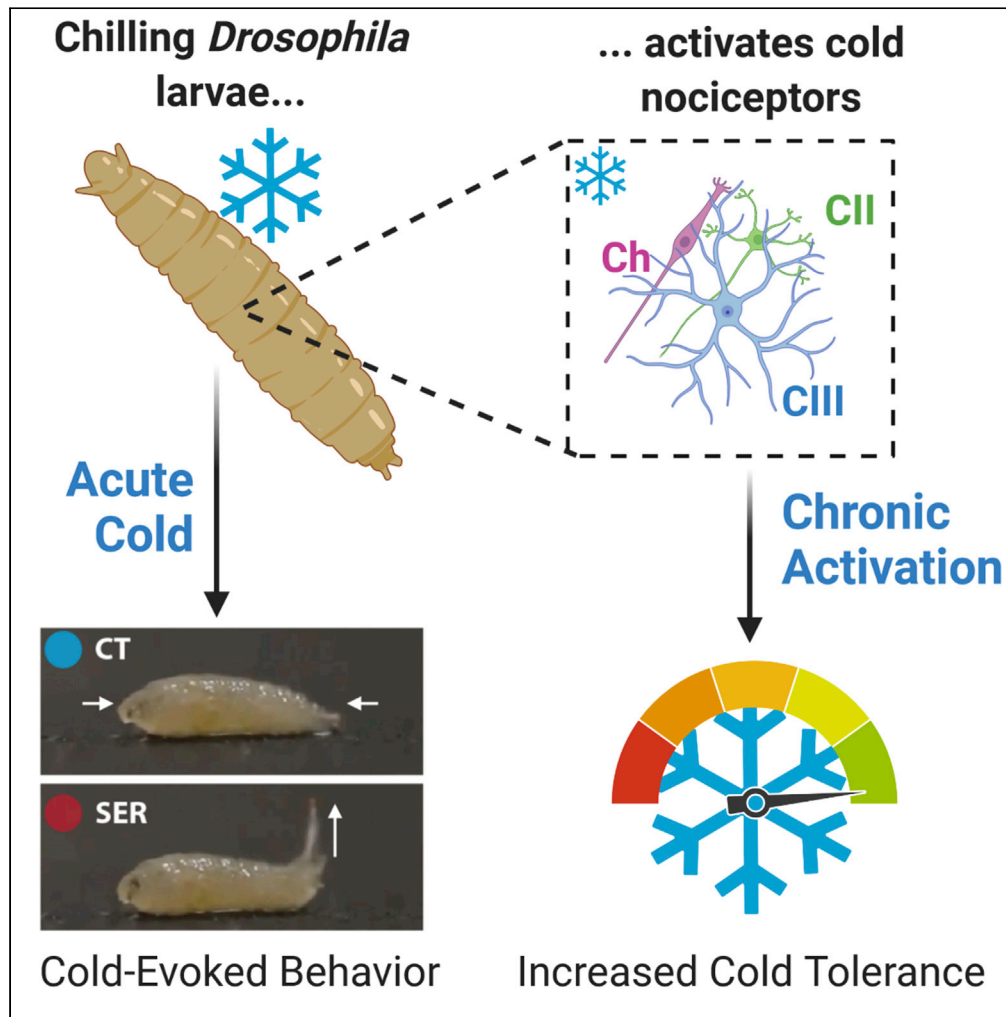 Chilling Drosophila
larvae...
... activates cold
nociceptors
Ch
CII
CIII
Acute
Cold
Chronic
Activation
CT
SER
Cold-Evoked Behavior
Increased Cold Tolerance